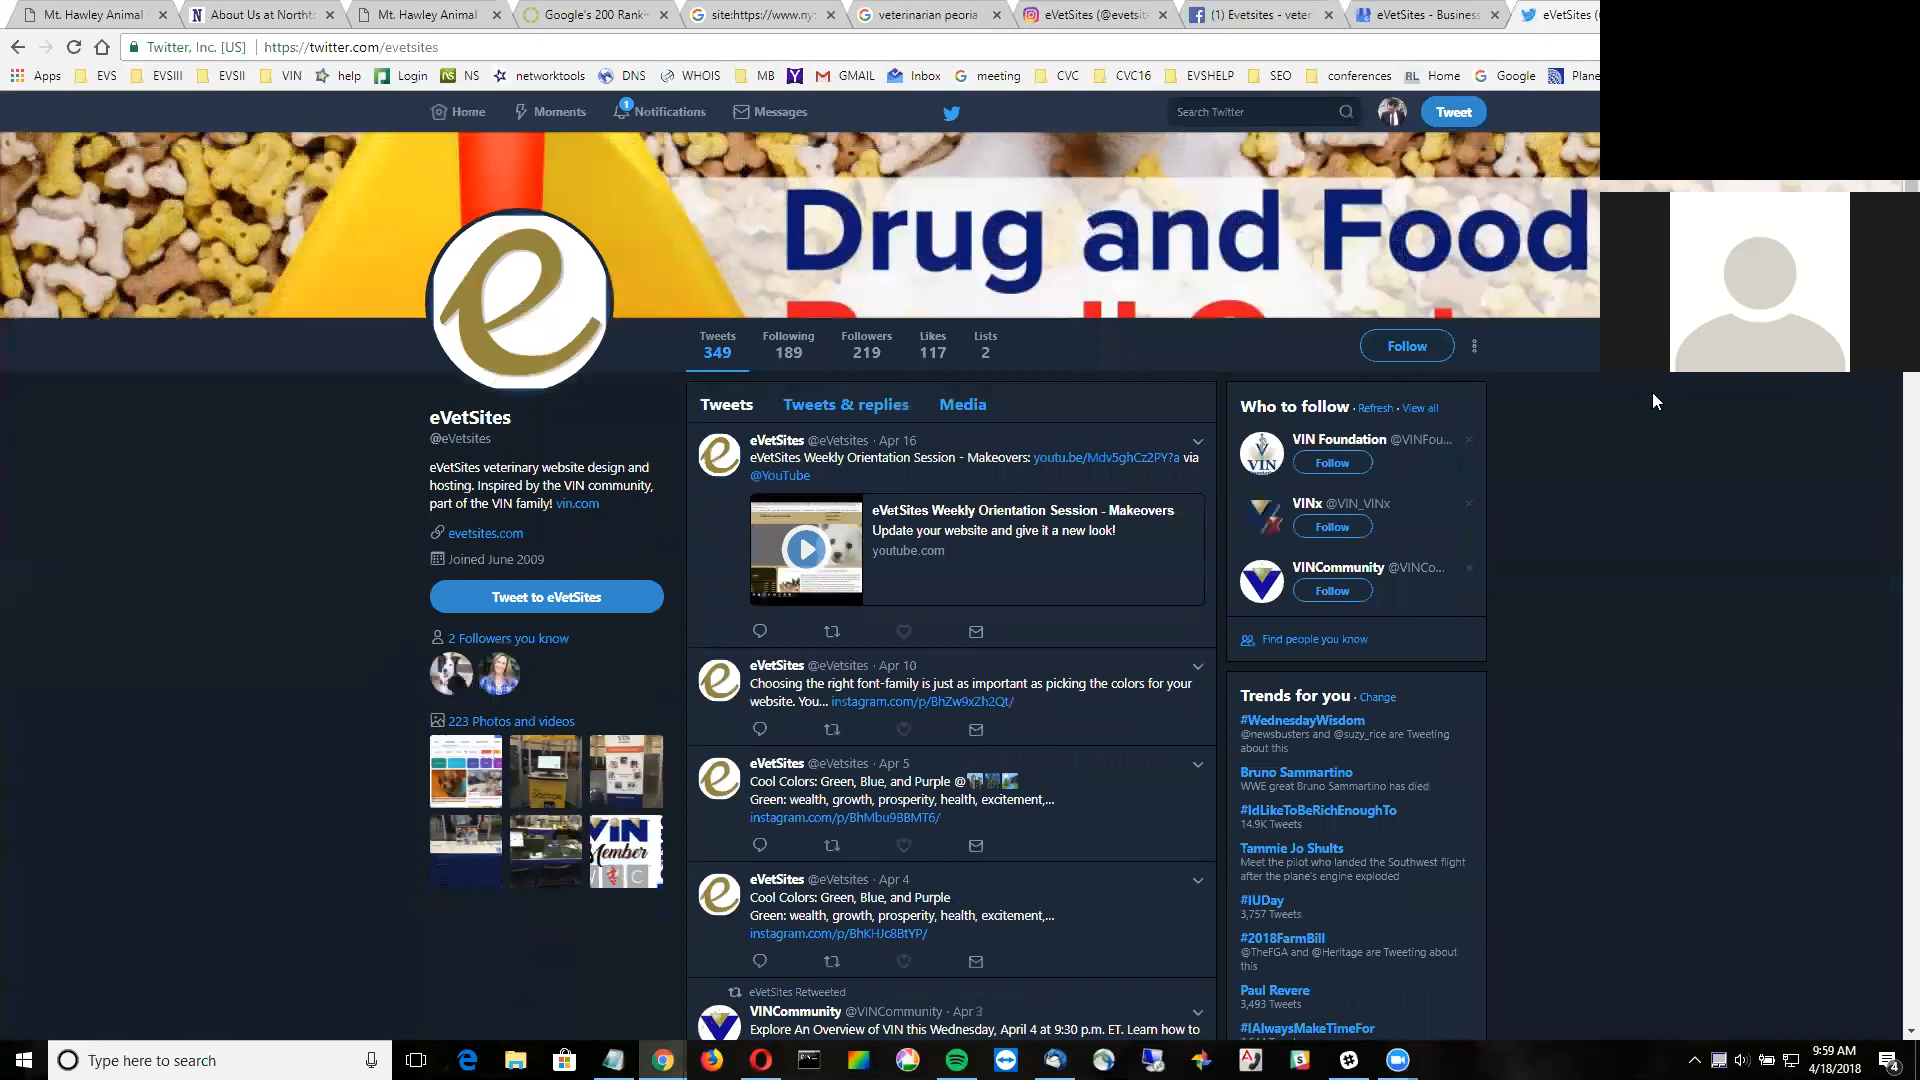 Mt. Hawley Animal
About Us at Northt
Mt. Hawley Animal
Google's 200 Ranki
site:https://www.ny
veterinarian peoria
eVetSites (@evetsit
(1) Evetsites - veter
eVetSites - Business
eVetSites (
Twitter, Inc. [US]
https://twitter.com/evetsites
Apps
EVS
EVSIII
EVSII
VIN
help
Login
NS
networktools
DNS
WHOIS
MB
GMAIL
Inbox
meeting
CVC
CVC16
EVSHELP
SEO
conferences
Home
Google
Plane
Home
Moments
1
Notifications
Messages
Search Twitter
Tweet
Drug and Food
Tweets
349
Following
189
Followers
219
Likes
117
Lists
2
Follow
eVetSites
@eVetsites
eVetSites veterinary website design and
hosting. Inspired by the VIN community,
part of the VIN family! vin.com
evetsites.com
Joined June 2009
Tweet to eVetSites
2 Followers you know
223 Photos and videos
VIN
Member
Tweets
Tweets & replies
Media
eVetSites @eVetsites · Apr 16
eVetSites Weekly Orientation Session - Makeovers: youtu.be/Mdv5ghCz2PY?a via
@YouTube
eVetSites Weekly Orientation Session - Makeovers
Update your website and give it a new look!
youtube.com
eVetSites @eVetsites · Apr 10
Choosing the right font-family is just as important as picking the colors for your
website. You... instagram.com/p/BhZw9xZh2Qt/
eVetSites @eVetsites · Apr 5
Cool Colors: Green, Blue, and Purple @
Green: wealth, growth, prosperity, health, excitement,...
instagram.com/p/BhMbu9BBMT6/
eVetSites @eVetsites · Apr 4
Cool Colors: Green, Blue, and Purple
Green: wealth, growth, prosperity, health, excitement,...
instagram.com/p/BhKHJc8BtYP/
eVetSites Retweeted
VINCommunity @VINCommunity · Apr 3
Explore An Overview of VIN this Wednesday, April 4 at 9:30 p.m. ET. Learn how to
Who to follow · Refresh · View all
VIN Foundation @VINFou...
Follow
VINx @VIN_VINx
Follow
VINCommunity @VINCo...
Follow
Find people you know
Trends for you · Change
#WednesdayWisdom
@newsbusters and @suzy_rice are Tweeting
about this
Bruno Sammartino
WWE great Bruno Sammartino has died
#IdLikeToBeRichEnoughTo
14.9K Tweets
Tammie Jo Shults
Meet the pilot who landed the Southwest flight
after the plane's engine exploded
#IUDay
3,757 Tweets
#2018FarmBill
@TheFGA and @Heritage are Tweeting about
this
Paul Revere
3,493 Tweets
#IAlwaysMakeTimeFor
Type here to search
9:59 AM
4/18/2018
4